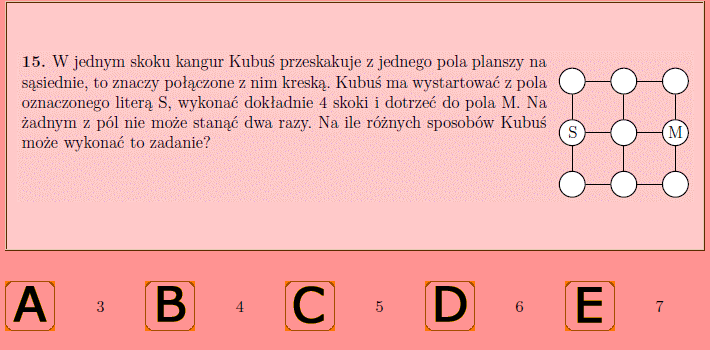 15. W jednym skoku kangur Kubuś przeskakuje z jednego pola planszy na
sąsiednie, to znaczy połączone z nim kreską. Kubuś ma wystartować z pola
oznaczonego literą S, wykonać dokładnie 4 skoki i dotrzeć do pola M. Na
żadnym z pól nie może stanąć dwa razy. Na ile różnych sposobów Kubuś
może wykonać to zadanie?
S M
A 3 B 4 C 5 D 6 E 7